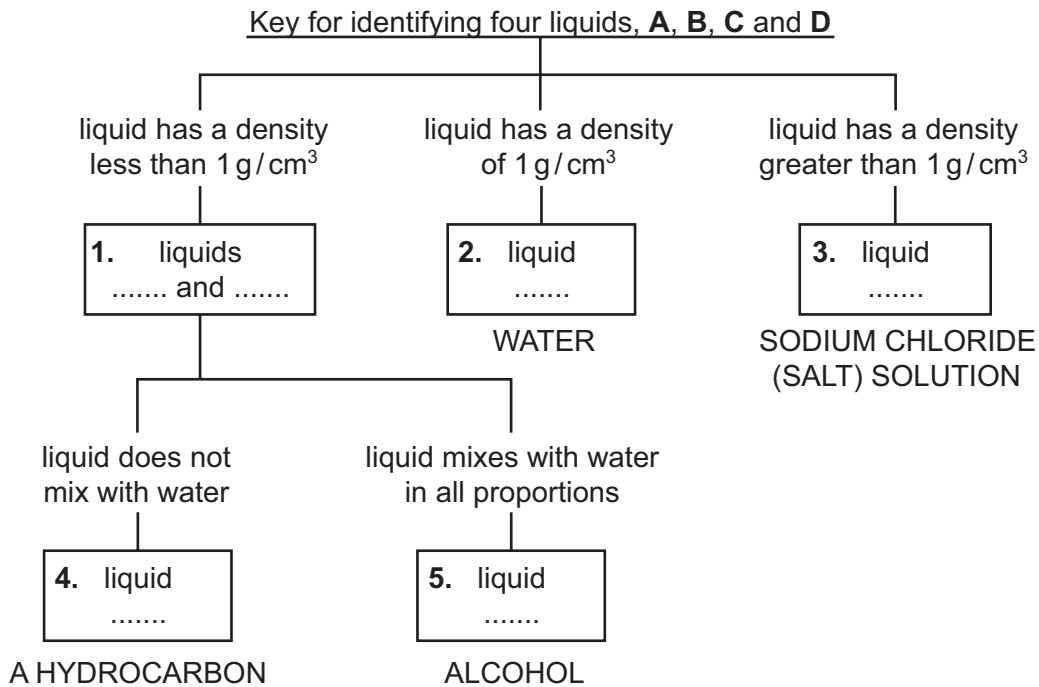 Key for identifying four liquids, A, B, C and D
liquid has a density
less than 1 g / cm³
liquid has a density
of 1 g / cm³
liquid has a density
greater than 1 g / cm³
1. liquids
....... and .......
2. liquid
.......
WATER
3. liquid
.......
SODIUM CHLORIDE
(SALT) SOLUTION
liquid does not
mix with water
liquid mixes with water
in all proportions
4. liquid
.......
A HYDROCARBON
5. liquid
.......
ALCOHOL